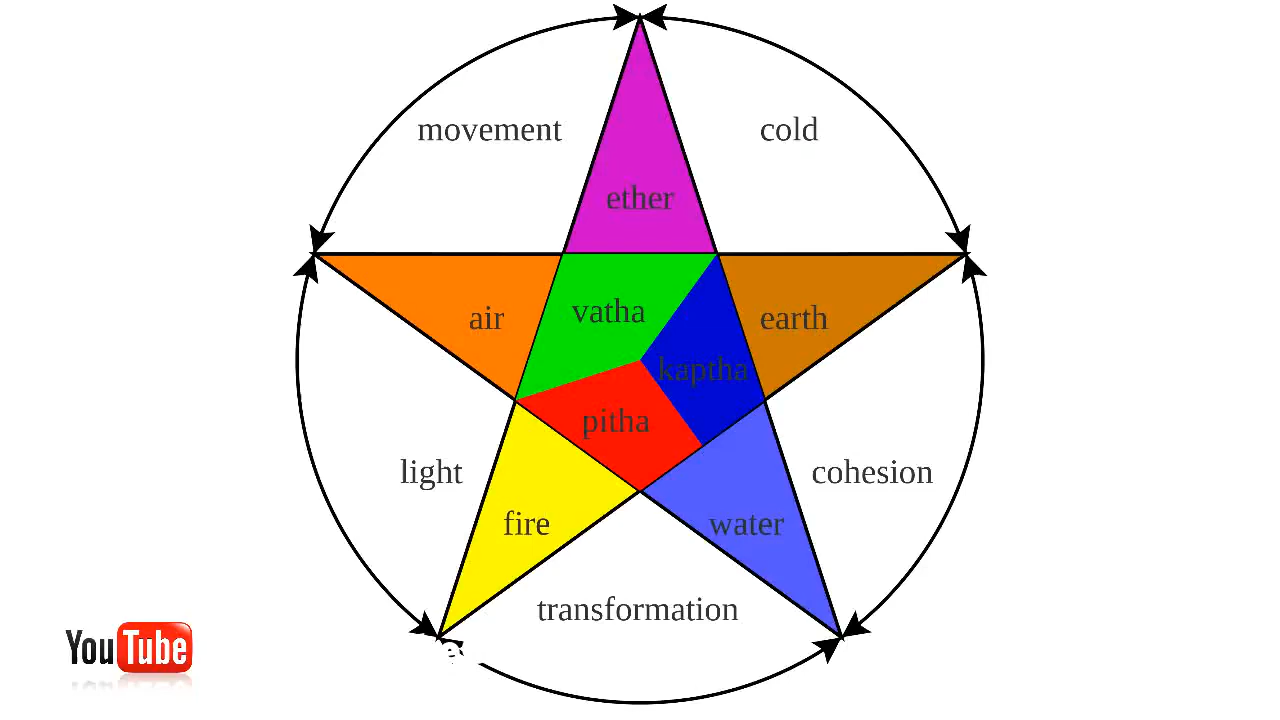 movement
cold
ether
air
vatha
earth
kaptha
pitha
light
cohesion
fire
water
transformation
YouTube